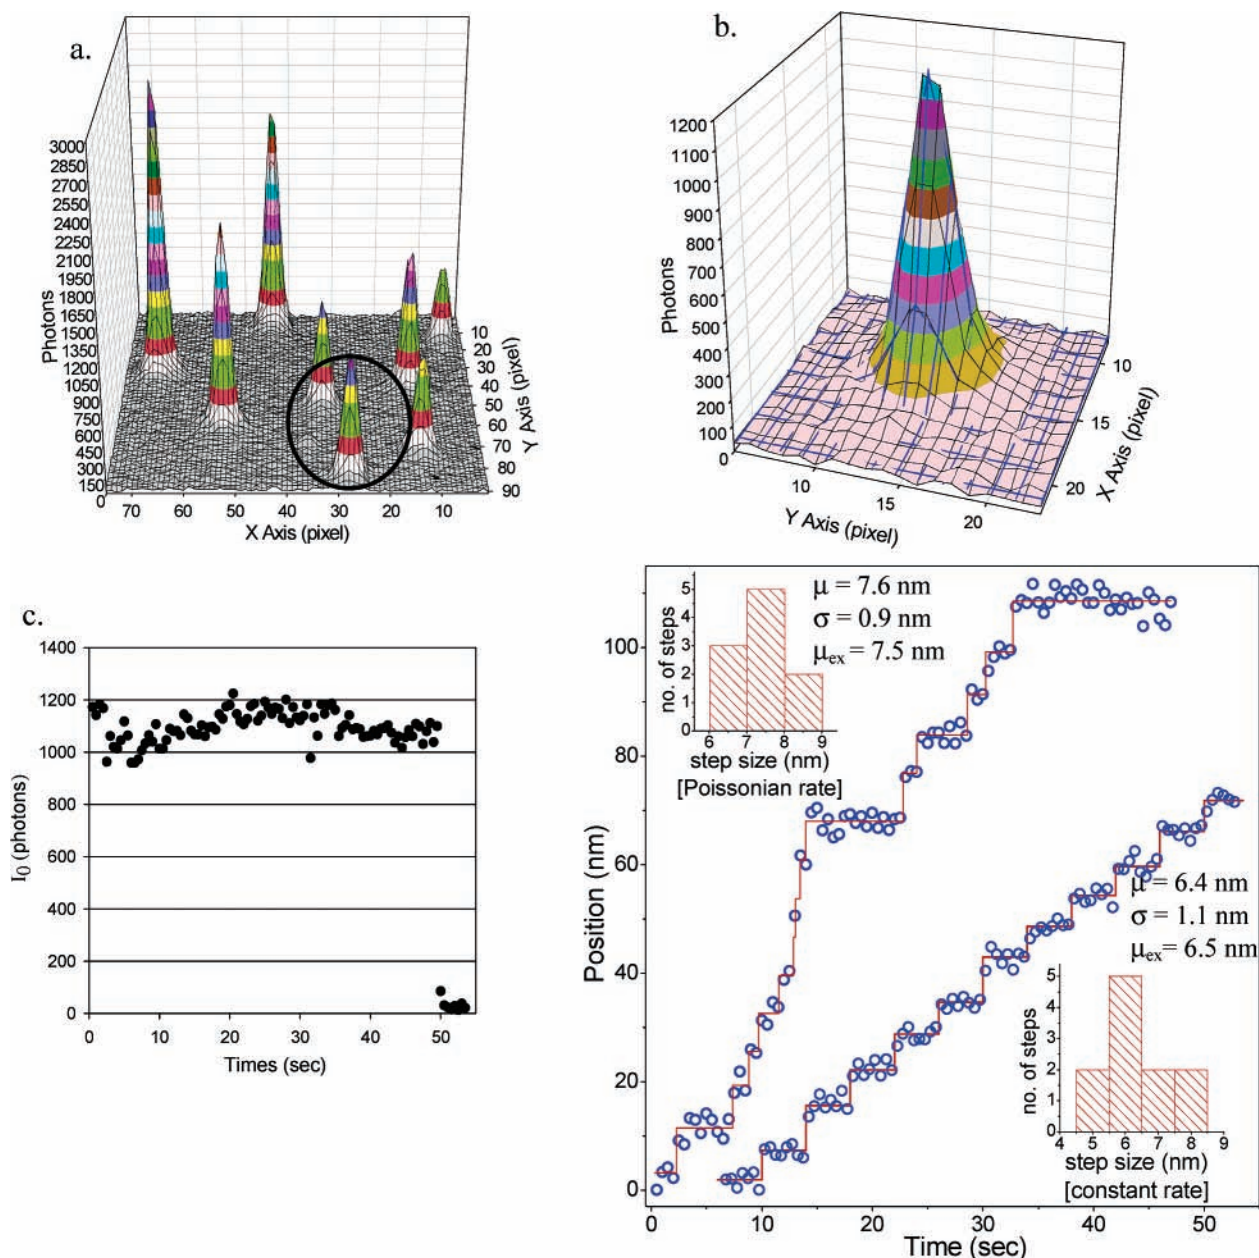 a.
3000
2850
2700
2400
2250
2100
1950
1800
1650
1500
1350
1200
1050
900
750
600
450
300
150
0
Photons
70 60 50 40 30 20 10
X Axis (pixel)
10
20
30
40
50
60
70
80
90
Y Axis (pixel)
b.
1200
1100
1000
900
800
700
600
500
400
300
200
100
0
Photons
10 15 20
Y Axis (pixel)
10
15
20
X Axis (pixel)
c.
1400
1200
1000
800
600
400
200
0
I0 (photons)
0 10 20 30 40 50
Times (sec)
100
80
60
40
20
0
Position (nm)
0 10 20 30 40 50
Time (sec)
5
4
3
2
1
0
no. of steps
6 7 8 9
step size (nm)
[Poissonian rate]
μ = 7.6 nm
σ = 0.9 nm
μex = 7.5 nm
μ = 6.4 nm
σ = 1.1 nm
μex = 6.5 nm
5
4
3
2
1
0
no. of steps
4 5 6 7 8 9
step size (nm)
[constant rate]